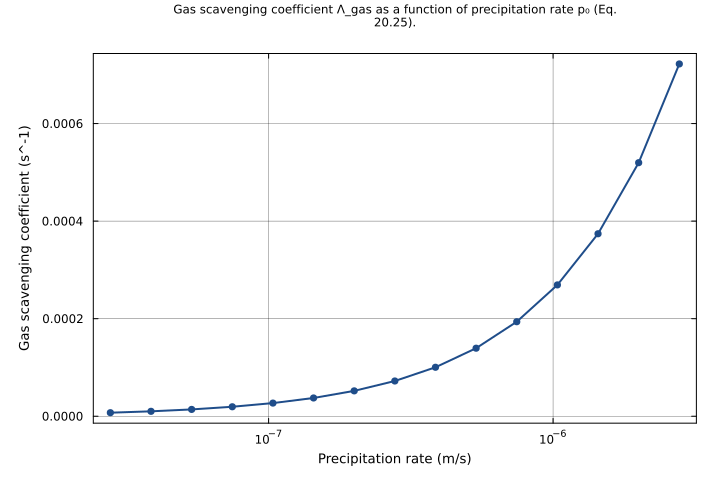 Gas scavenging coefficient Λ_gas as a function of precipitation rate p₀ (Eq.
20.25).
Gas scavenging coefficient (s^-1)
0.0006
0.0004
0.0002
0.0000
10⁻⁷
10⁻⁶
Precipitation rate (m/s)